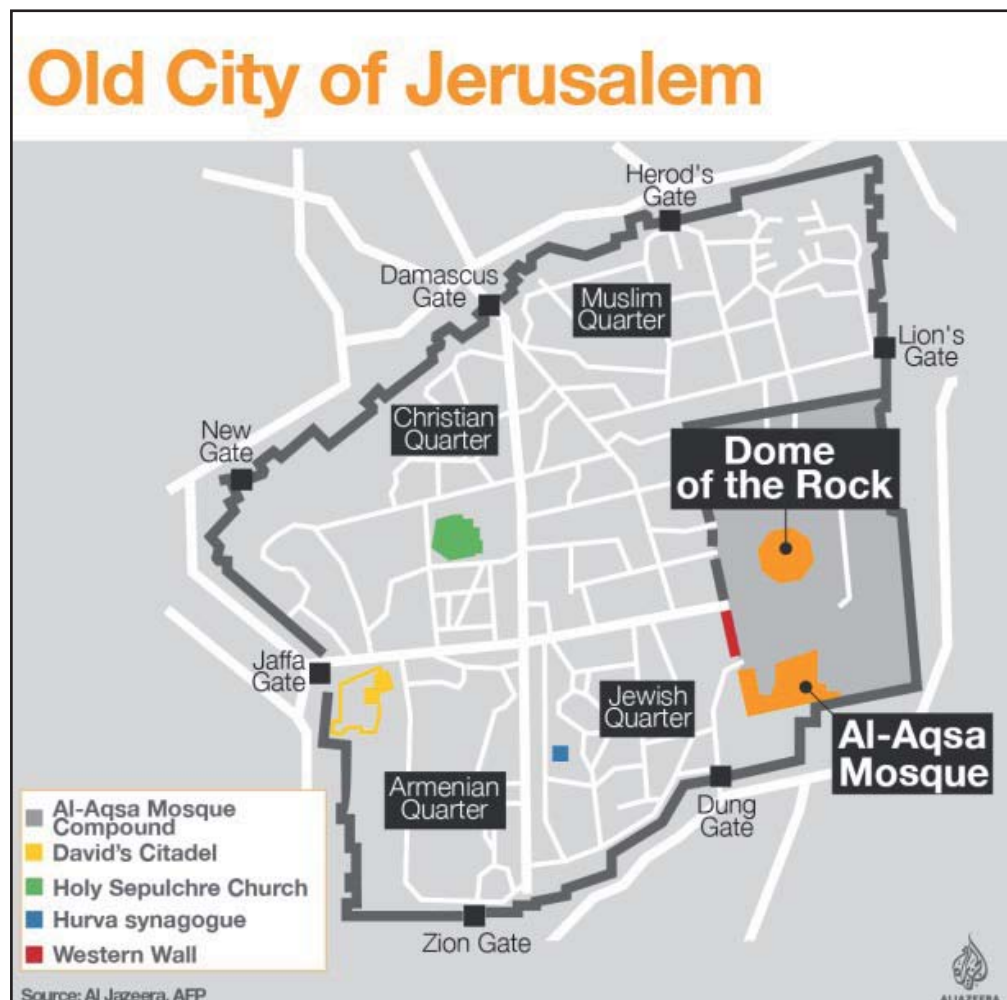 Old City of Jerusalem
Herod's
Gate
Damascus
Gate
Muslim
Quarter
Lion's
Gate
New
Gate
Christian
Quarter
Dome
of the Rock
Jaffa
Gate
Jewish
Quarter
Al-Aqsa
Mosque
Armenian
Quarter
Dung
Gate
Zion Gate
Al-Aqsa Mosque
Compound
David's Citadel
Holy Sepulchre Church
Hurva synagogue
Western Wall
Source: Al Jazeera, AFP
ALJAZEERA